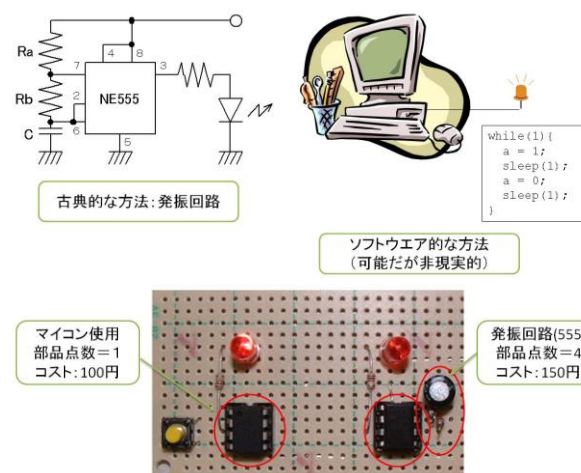 Ra
4
8
7
3
Rb
2
NE555
C
6
5
古典的な方法：発振回路
while(1){
a = 1;
sleep(1);
a = 0;
sleep(1);
}
ソフトウエア的な方法
（可能だが非現実的）
マイコン使用
部品点数＝1
コスト：100円
発振回路(555
部品点数＝4
コスト：150円